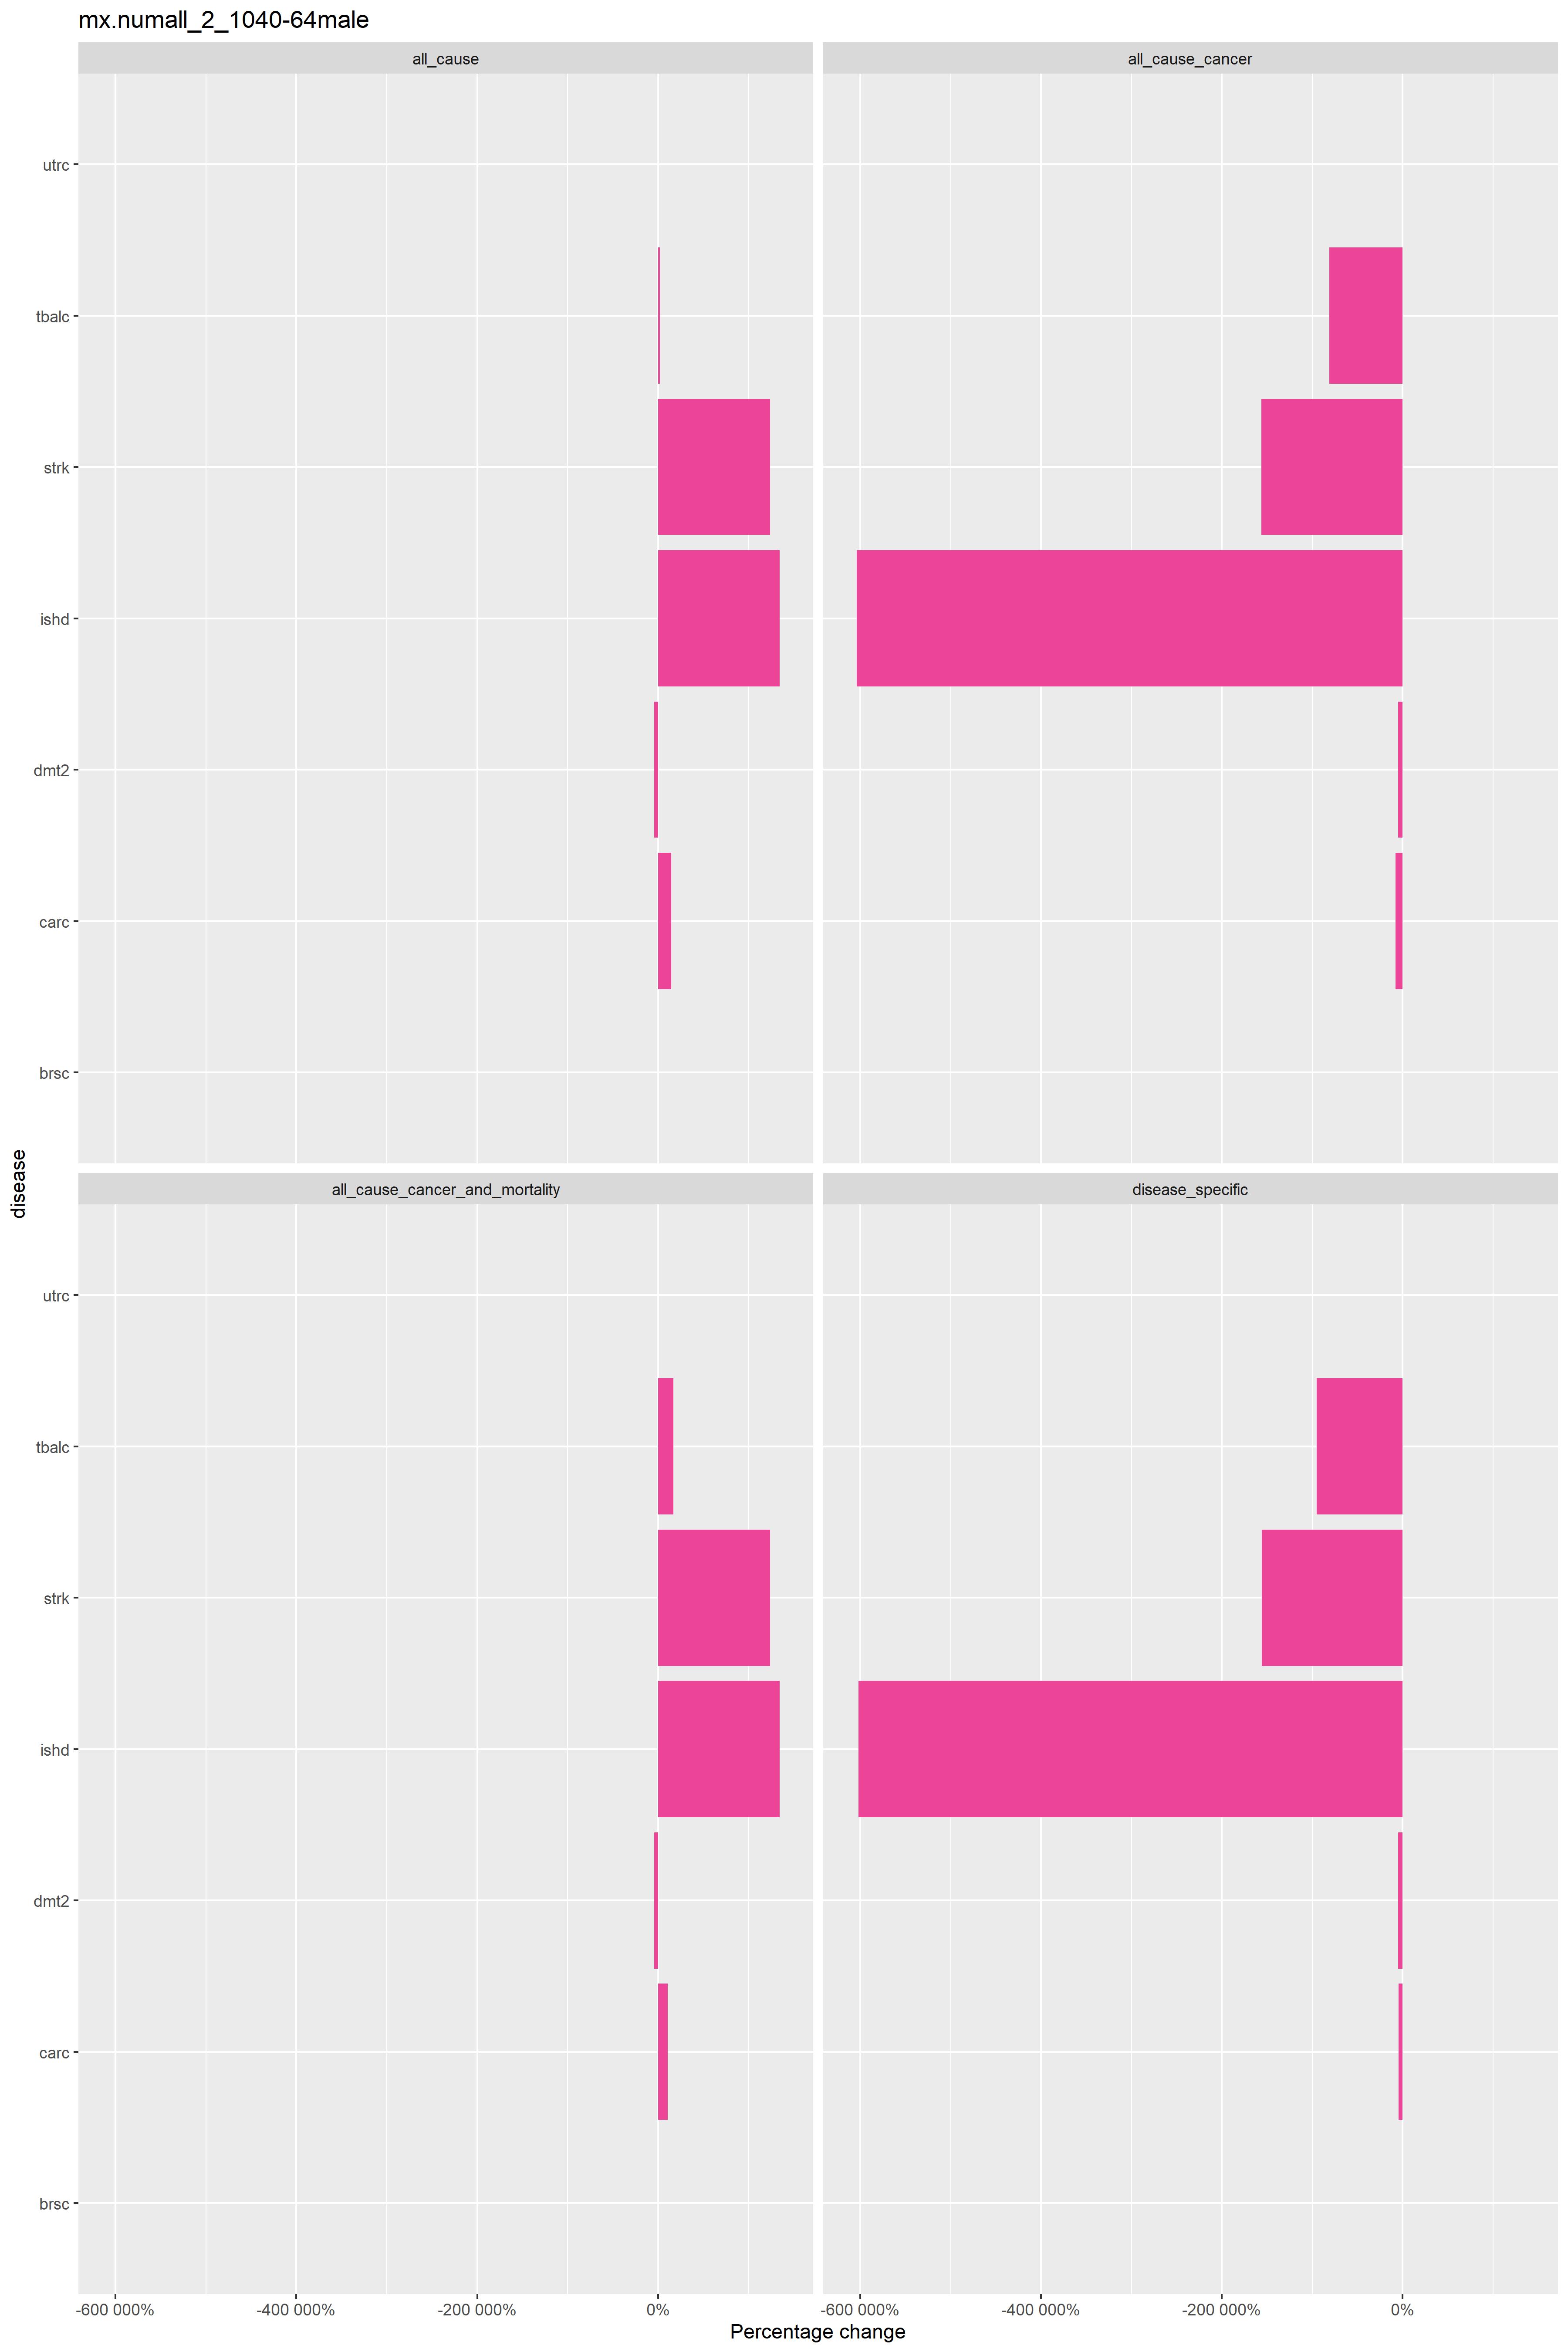 mx.numall_2_1040-64male
all_cause
all_cause_cancer
utrc
tbalc
strk
ishd
dmt2
carc
brsc
disease
all_cause_cancer_and_mortality
disease_specific
utrc
tbalc
strk
ishd
dmt2
carc
brsc
-600 000%
-400 000%
-200 000%
0%
-600 000%
-400 000%
-200 000%
0%
Percentage change